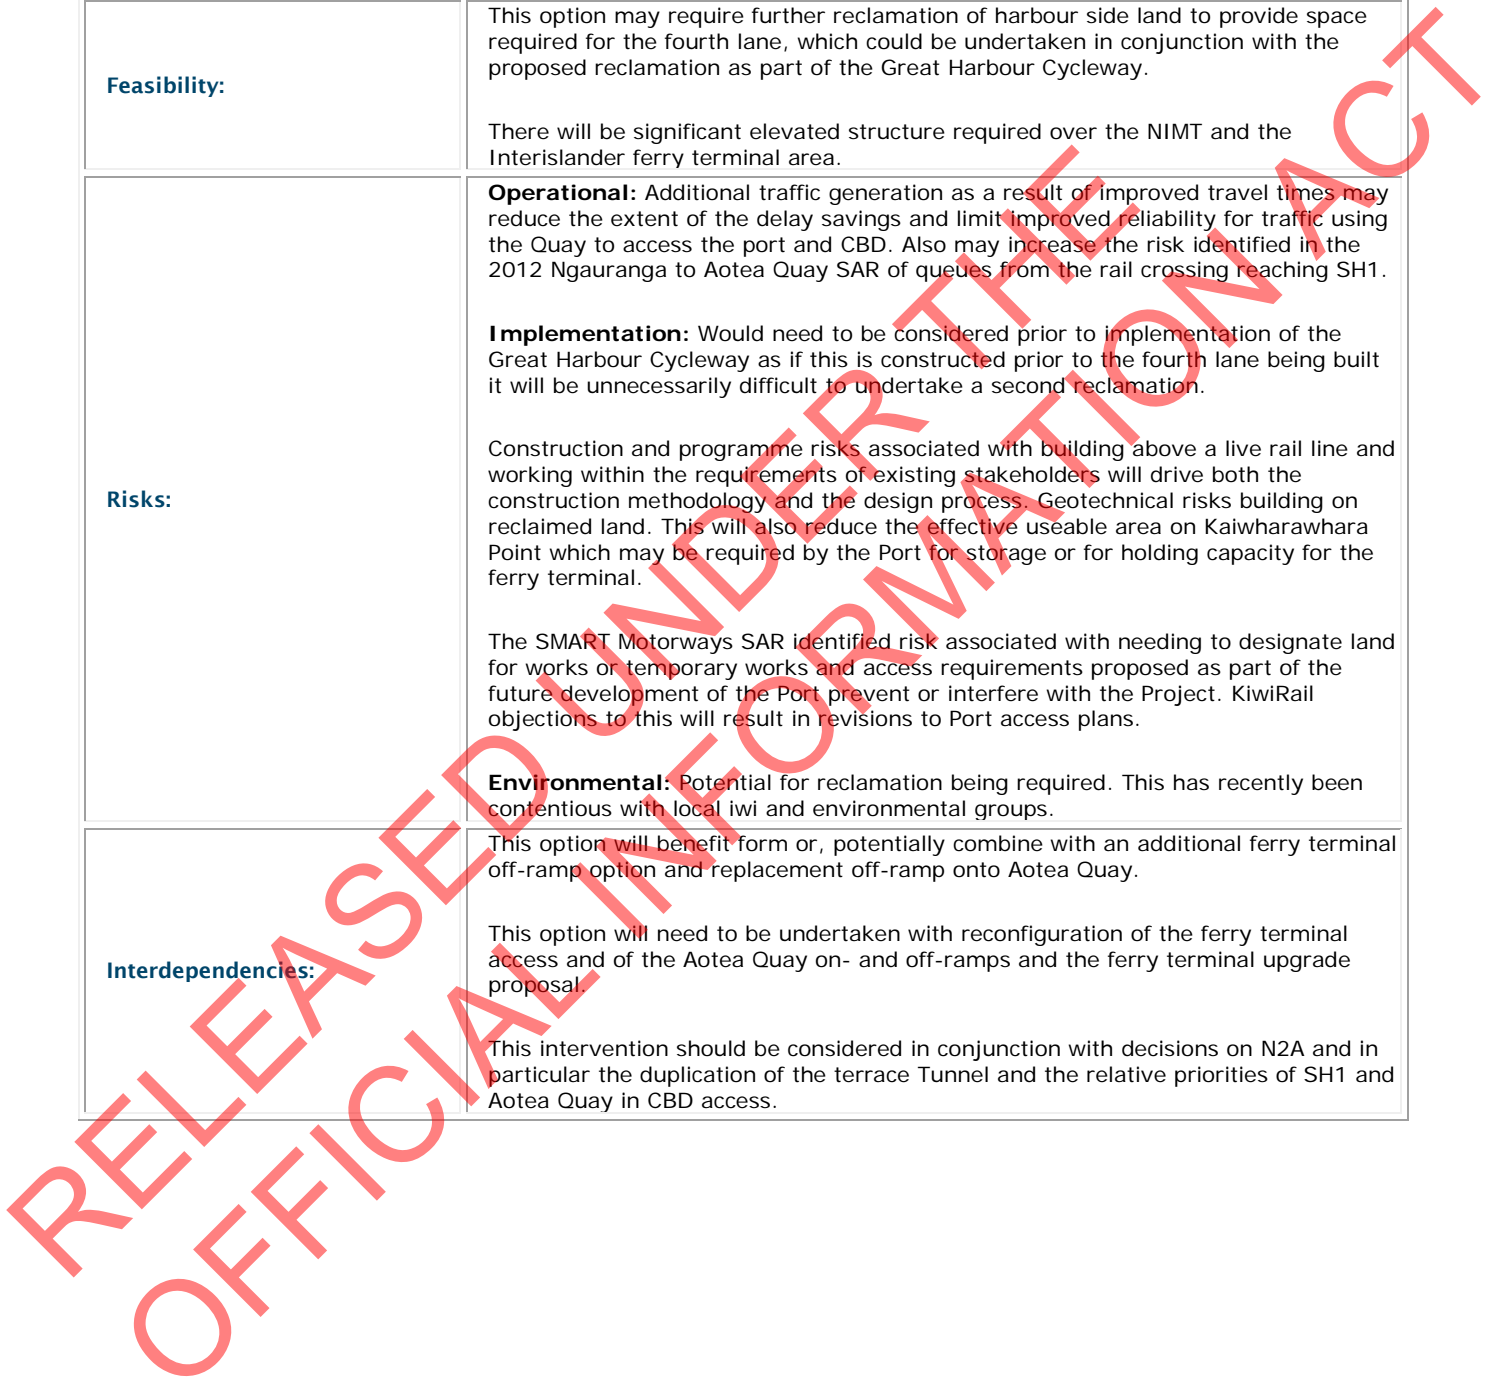 This option may require further reclamation of harbour side land to provide space
required for the fourth lane, which could be undertaken in conjunction with the
proposed reclamation as part of the Great Harbour Cycleway.
Feasibility:
There will be significant elevated structure required over the NIMT and the
Interislander ferry terminal area.
Operational: Additional traffic generation as a result of improved travel times may
reduce the extent of the delay savings and limit improved reliability for traffic using
the Quay to access the port and CBD. Also may increase the risk identified in the
2012 Ngauranga to Aotea Quay SAR of queues from the rail crossing reaching SH1.
Implementation: Would need to be considered prior to implementation of the
Great Harbour Cycleway as if this is constructed prior to the fourth lane being built
it will be unnecessarily difficult to undertake a second reclamation.
Construction and programme risks associated with building above a live rail line and
working within the requirements of existing stakeholders will drive both the
Risks:
construction methodology and the design process. Geotechnical risks building on
reclaimed land. This will also reduce the effective useable area on Kaiwharawhara
Point which may be required by the Port for storage or for holding capacity for the
ferry terminal.
The SMART Motorways SAR identified risk associated with needing to designate land
for works or temporary works and access requirements proposed as part of the
future development of the Port prevent or interfere with the Project. KiwiRail
objections to this will result in revisions to Port access plans.
Environmental: Potential for reclamation being required. This has recently been
contentious with local iwi and environmental groups.
This option will benefit form or, potentially combine with an additional ferry terminal
off-ramp option and replacement off-ramp onto Aotea Quay.
This option will need to be undertaken with reconfiguration of the ferry terminal
Interdependencies:
access and of the Aotea Quay on- and off-ramps and the ferry terminal upgrade
proposal.
This intervention should be considered in conjunction with decisions on N2A and in
particular the duplication of the terrace Tunnel and the relative priorities of SH1 and
Aotea Quay in CBD access.
RELEASED UNDER THE
OFFICIAL INFORMATION ACT